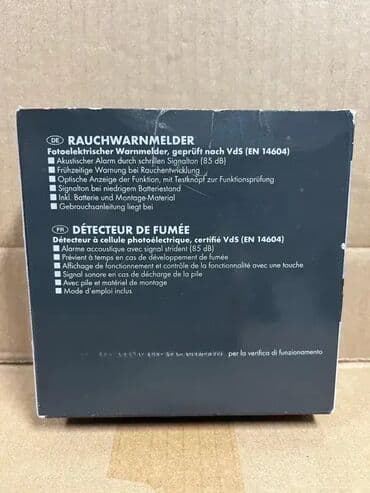 DE RAUCHWARNMELDER
Fotoelektrischer Warnmelder, geprüft nach VdS (EN 14604)
■ Akustischer Alarm durch schrillen Signalton (85 dB)
■ Frühzeitige Warnung bei Rauchentwicklung
■ Optische Anzeige der Funktion, mit Testknopf zur Funktionsprüfung
■ Signalton bei niedrigem Batteriestand
■ Inkl. Batterie und Montage-Material
■ Gebrauchsanleitung liegt bei
FR DÉTECTEUR DE FUMÉE
Détecteur à cellule photoélectrique, certifié VdS (EN 14604)
■ Alarme accoustique avec signal strident (85 dB)
■ Prévient à temps en cas de développement de fumée
■ Affichage de fonctionnement et contrôle de la fonctionnalité avec une touche
■ Signal sonore en cas de décharge de la pile
■ Avec pile et matériel de montage
■ Mode d'emploi inclus
per la verifica di funzionamento